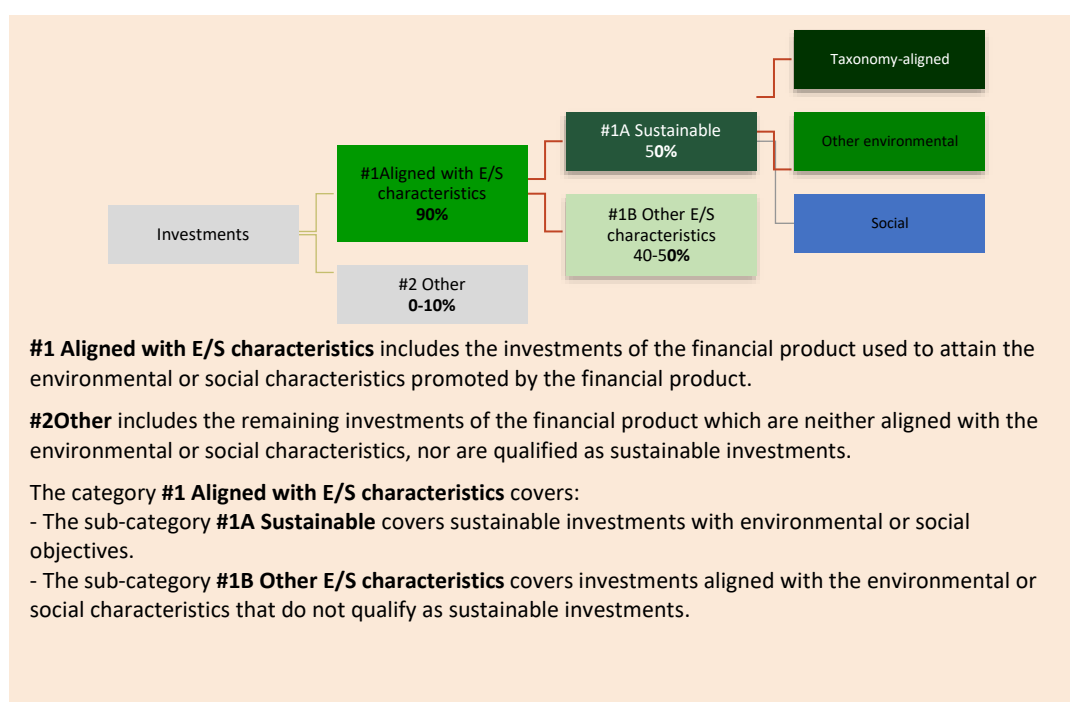 Taxonomy-aligned
#1A Sustainable
50%
Other environmental
#1Aligned with E/S
characteristics
90%
#1B Other E/S
characteristics
40-50%
Social
Investments
#2 Other
0-10%
#1 Aligned with E/S characteristics includes the investments of the financial product used to attain the
environmental or social characteristics promoted by the financial product.
#2Other includes the remaining investments of the financial product which are neither aligned with the
environmental or social characteristics, nor are qualified as sustainable investments.
The category #1 Aligned with E/S characteristics covers:
- The sub-category #1A Sustainable covers sustainable investments with environmental or social
objectives.
- The sub-category #1B Other E/S characteristics covers investments aligned with the environmental or
social characteristics that do not qualify as sustainable investments.